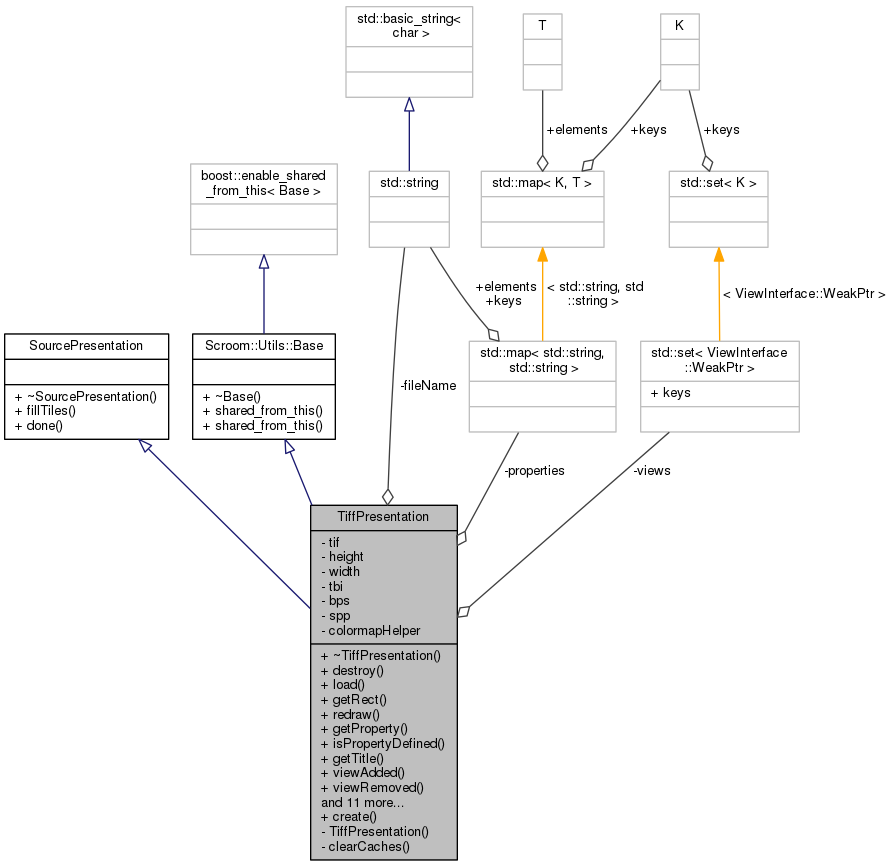 std::basic_string<
char >
T
K
+elements
+keys
+keys
boost::enable_shared
_from_this< Base >
std::string
std::map< K, T >
std::set< K >
+elements
+keys
< std::string, std
::string >
< ViewInterface::WeakPtr >
SourcePresentation
+ ~SourcePresentation()
+ fillTiles()
+ done()
Scroom::Utils::Base
+ ~Base()
+ shared_from_this()
+ shared_from_this()
std::map< std::string,
std::string >
std::set< ViewInterface
::WeakPtr >
+ keys
-fileName
-properties
-views
TiffPresentation
- tif
- height
- width
- tbi
- bps
- spp
- colormapHelper
+ ~TiffPresentation()
+ destroy()
+ load()
+ getRect()
+ redraw()
+ getProperty()
+ isPropertyDefined()
+ getTitle()
+ viewAdded()
+ viewRemoved()
and 11 more...
+ create()
- TiffPresentation()
- clearCaches()